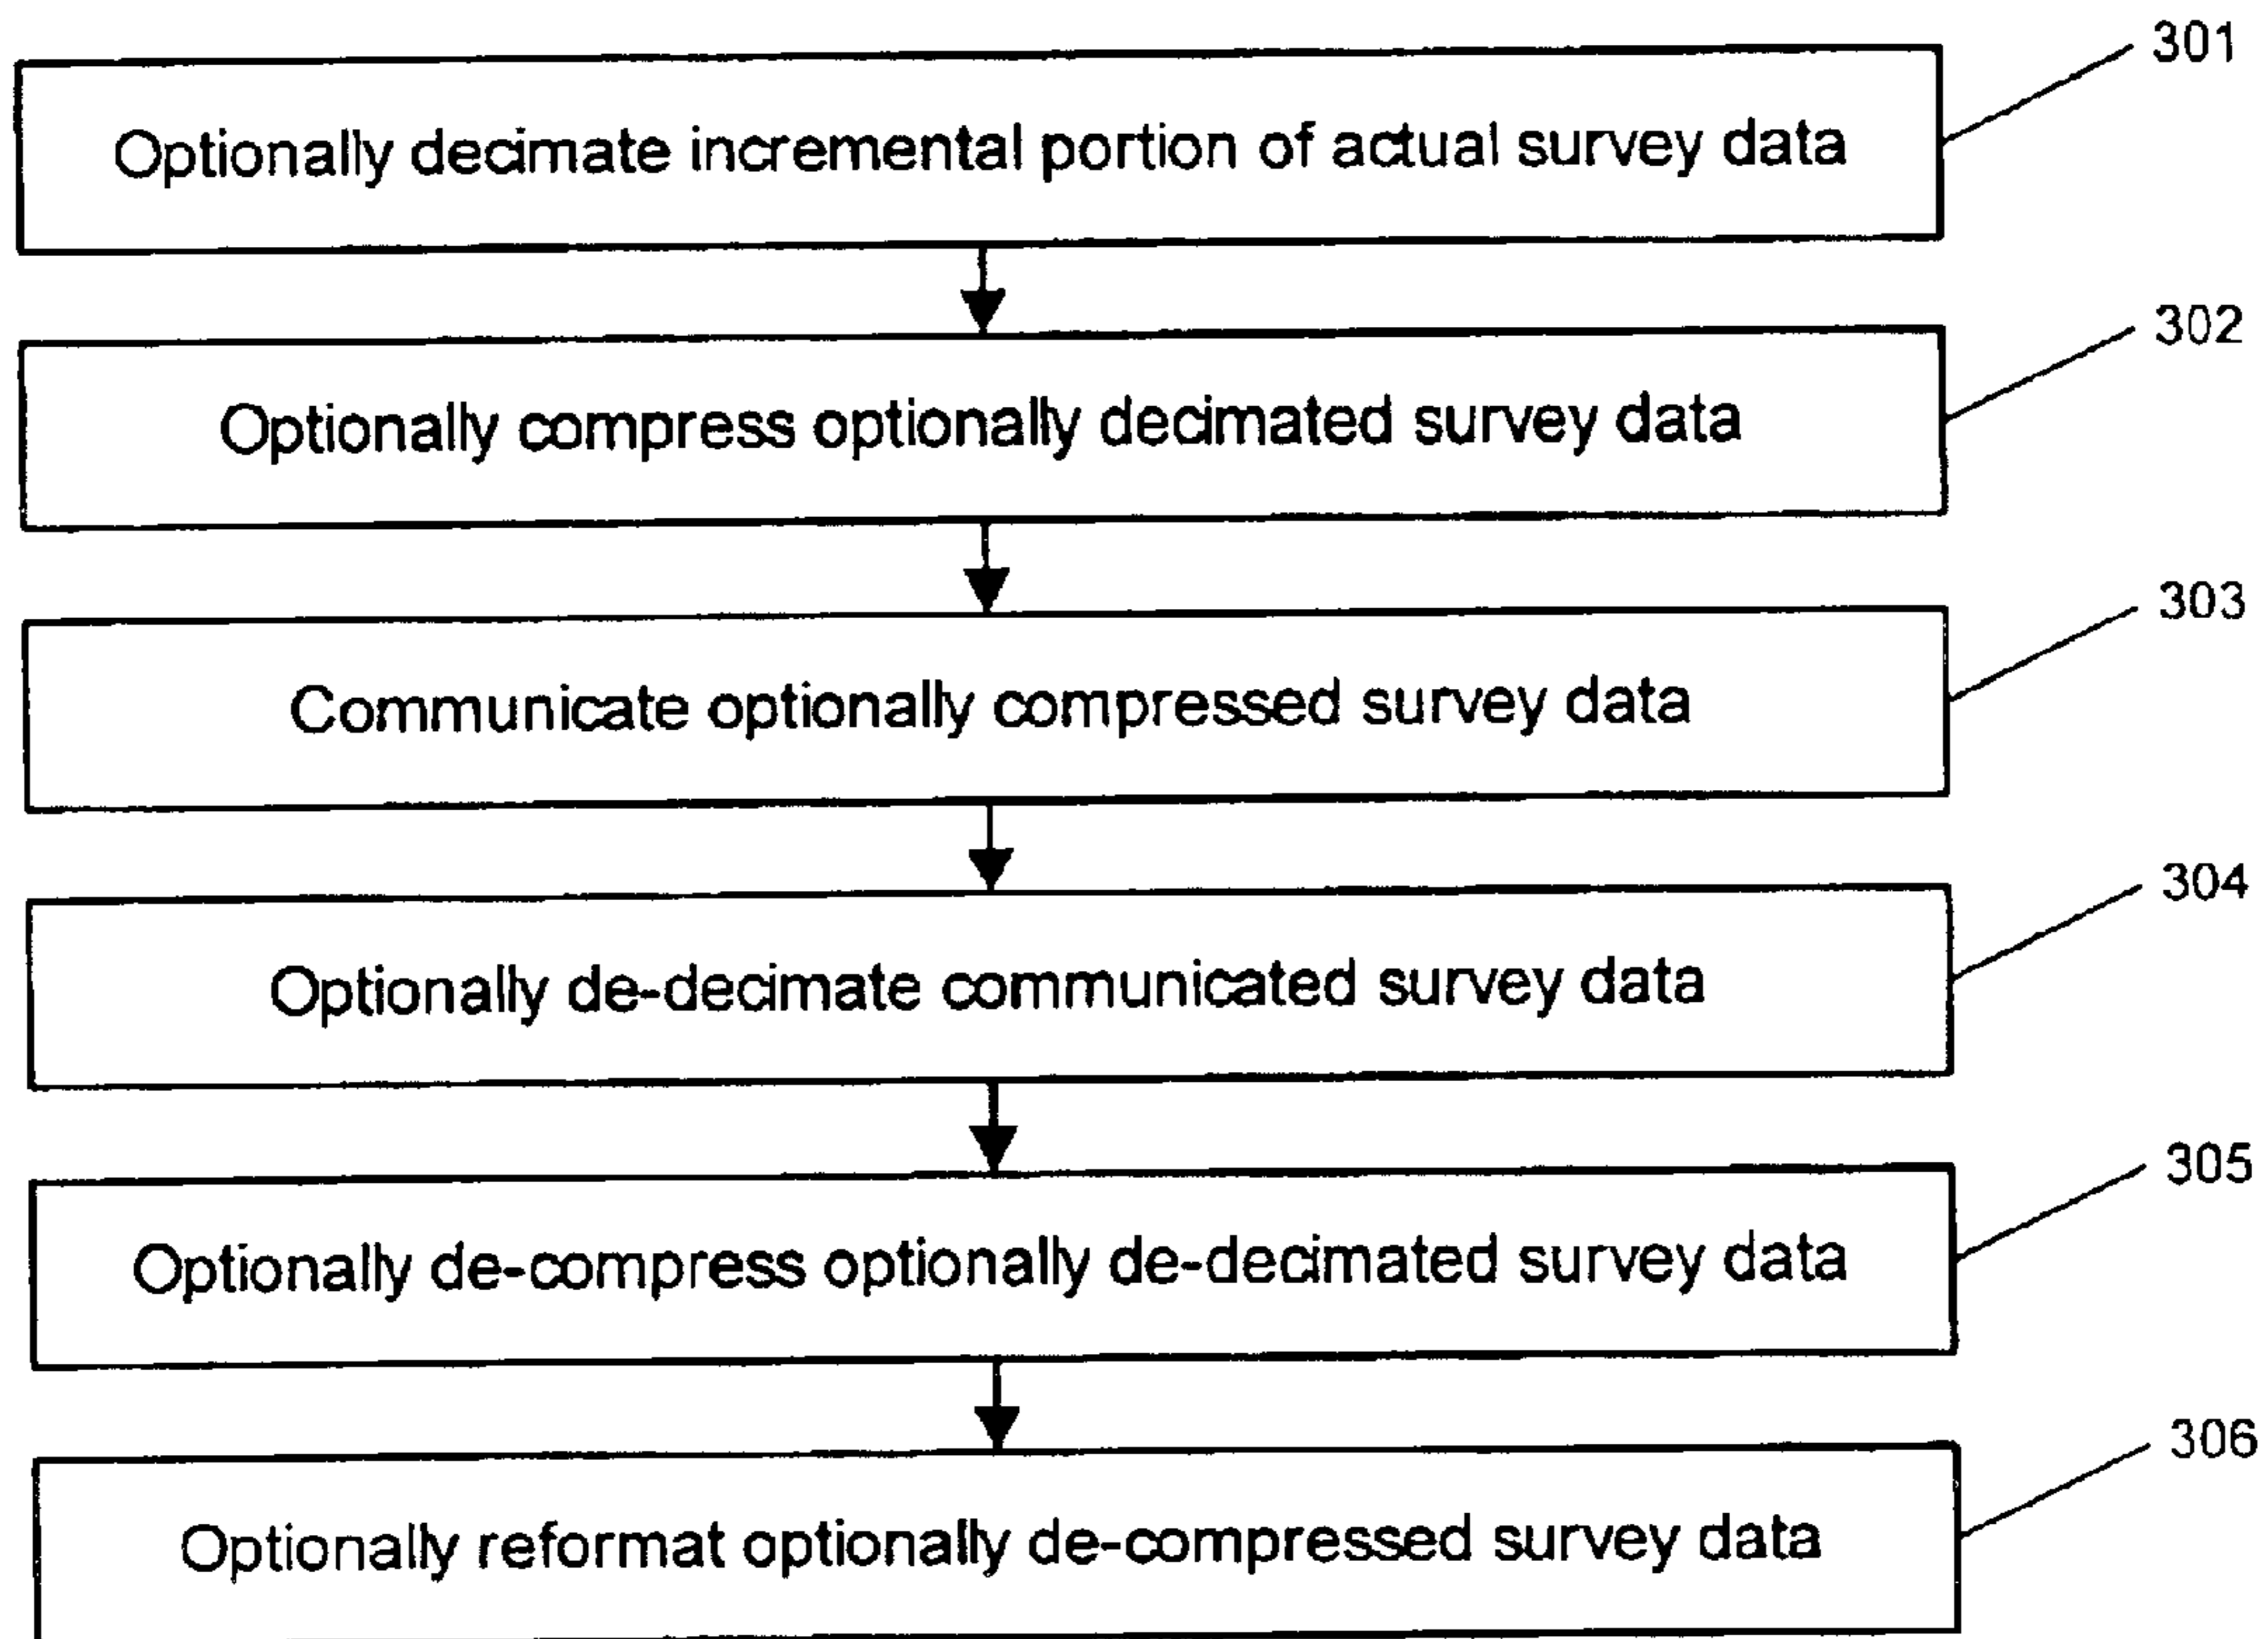 301
Optionally decimate incremental portion of actual survey data
302
Optionally compress optionally decimated survey data
303
Communicate optionally compressed survey data
304
Optionally de-decimate communicated survey data
305
Optionally de-compress optionally de-decimated survey data
306
Optionally reformat optionally de-compressed survey data